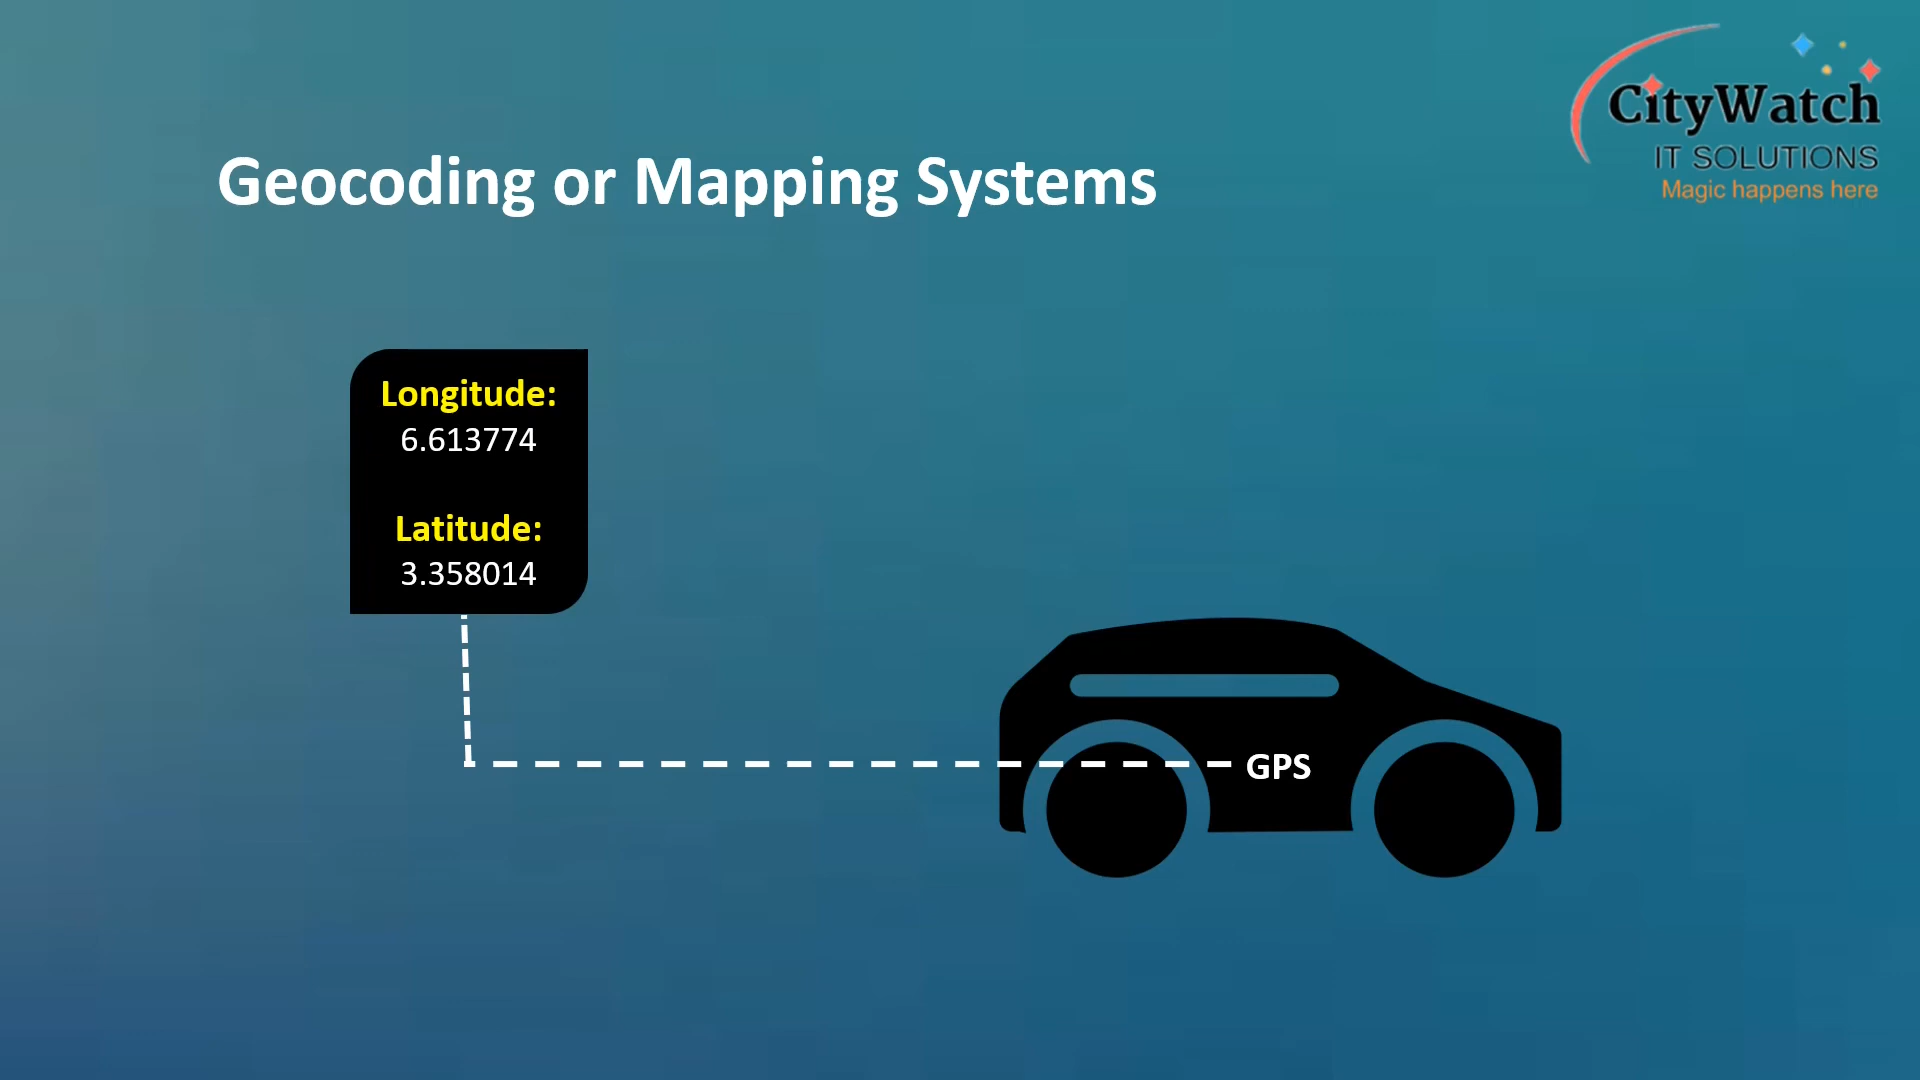 CityWatch
IT SOLUTIONS
Magic happens here
Geocoding or Mapping Systems
Longitude:
6.613774
Latitude:
3.358014
GPS